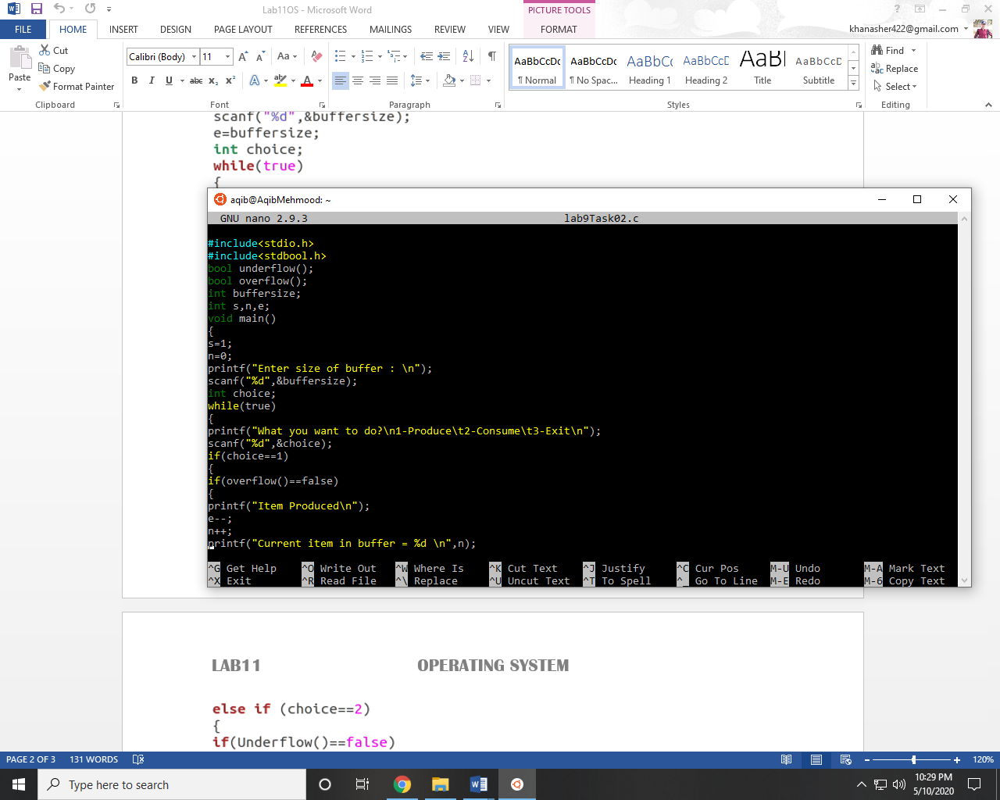 Lab11OS - Microsoft Word
PICTURE TOOLS
?
FILE HOME INSERT DESIGN PAGE LAYOUT REFERENCES MAILINGS REVIEW VIEW FORMAT
khanasher422@gmail.com
Paste
Cut
Copy
Format Painter
Clipboard
Calibri (Body) 11
B I U abc x₂ x²
Font
Paragraph
AaBbCcDc AaBbCcDc AaBbCc AaBbCcD AaBl AaBbCcD
¶ Normal ¶ No Spac... Heading 1 Heading 2 Title Subtitle
Styles
Find
Replace
Select
Editing
scanf("%d",&buffersize);
e=buffersize;
int choice;
while(true)
{
aqib@AqibMehmood: ~
GNU nano 2.9.3 lab9Task02.c
#include<stdio.h>
#include<stdbool.h>
bool underflow();
bool overflow();
int buffersize;
int s,n,e;
void main()
{
s=1;
n=0;
printf("Enter size of buffer : \n");
scanf("%d",&buffersize);
int choice;
while(true)
{
printf("What you want to do?\n1-Produce\t2-Consume\t3-Exit\n");
scanf("%d",&choice);
if(choice==1)
{
if(overflow()==false)
{
printf("Item Produced\n");
e--;
n++;
printf("Current item in buffer = %d \n",n);
^G Get Help ^O Write Out ^W Where Is ^K Cut Text ^J Justify ^C Cur Pos M-U Undo M-A Mark Text
^X Exit ^R Read File ^\ Replace ^U Uncut Text ^T To Spell ^_ Go To Line M-E Redo M-6 Copy Text
LAB11 OPERATING SYSTEM
else if (choice==2)
{
if(Underflow()==false)
PAGE 2 OF 3 131 WORDS 120%
Type here to search
10:29 PM
5/10/2020